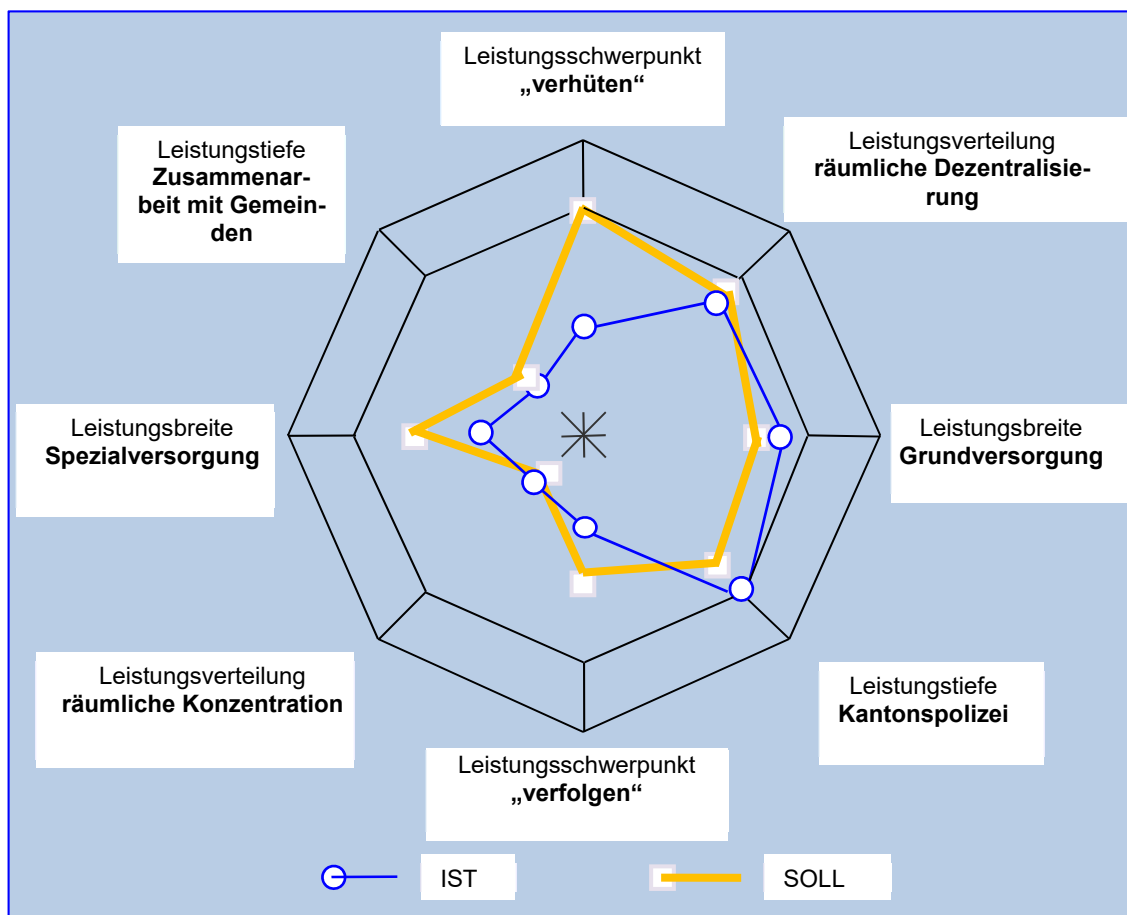 Leistungsschwerpunkt
„verhüten“
Leistungsverteilung
räumliche Dezentralisie-
rung
Leistungstiefe
Zusammenar-
beit mit Gemein-
den
Leistungsbreite
Spezialversorgung
Leistungsbreite
Grundversorgung
Leistungsverteilung
räumliche Konzentration
Leistungstiefe
Kantonspolizei
Leistungsschwerpunkt
„verfolgen“
IST
SOLL